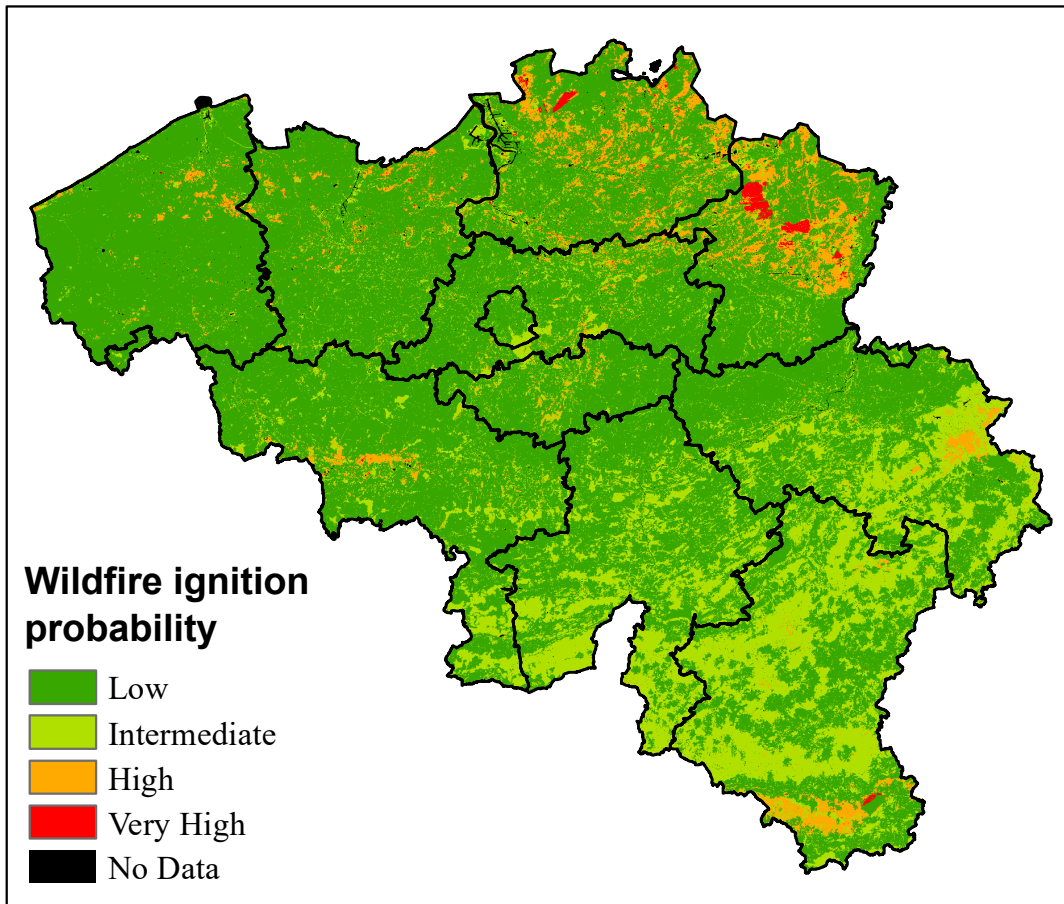 Wildfire ignition
probability
Low
Intermediate
High
Very High
No Data